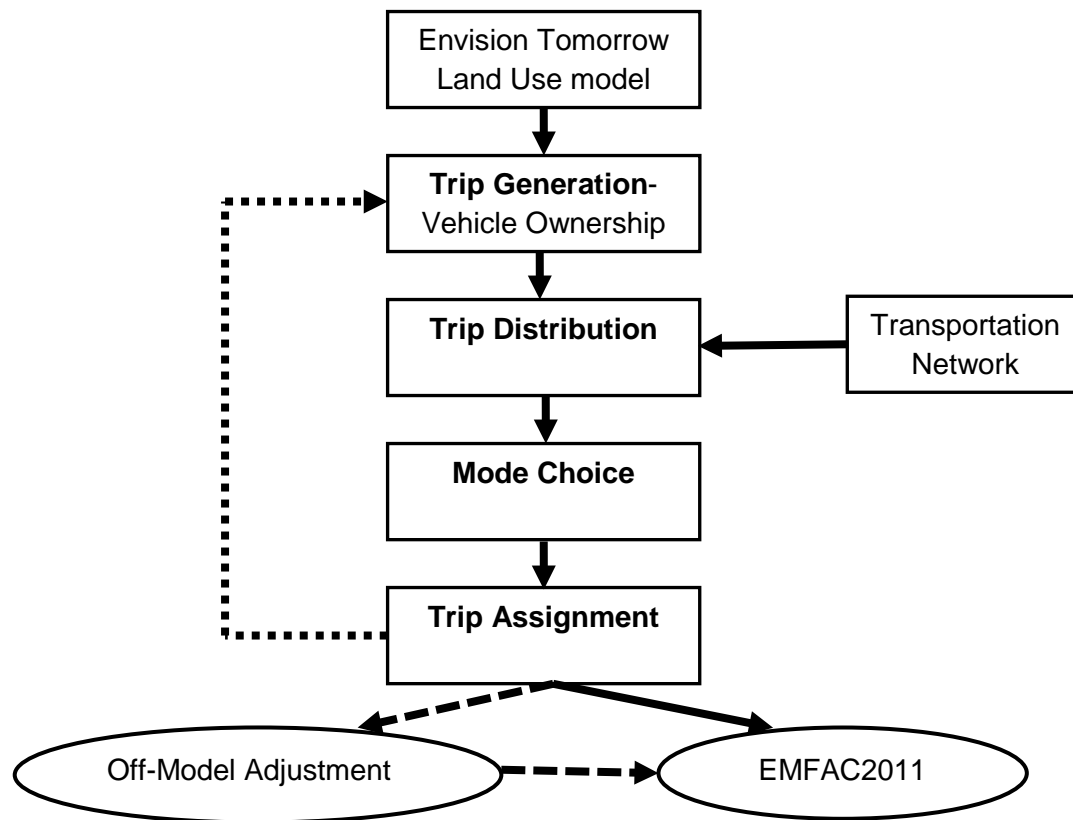 Envision Tomorrow
Land Use model
Trip Generation-
Vehicle Ownership
Trip Distribution
Transportation
Network
Mode Choice
Trip Assignment
Off-Model Adjustment
EMFAC2011